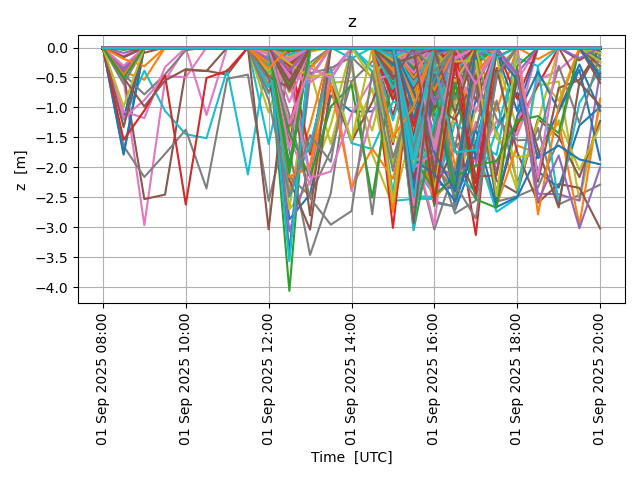 z
0.0
−0.5
−1.0
−1.5
−2.0
−2.5
−3.0
−3.5
−4.0
z [m]
01 Sep 2025 08:00
01 Sep 2025 10:00
01 Sep 2025 12:00
01 Sep 2025 14:00
01 Sep 2025 16:00
01 Sep 2025 18:00
01 Sep 2025 20:00
Time [UTC]